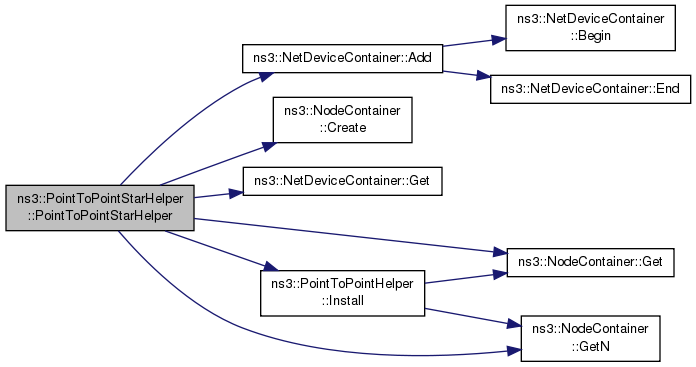 ns3::PointToPointStarHelper
::PointToPointStarHelper
ns3::NetDeviceContainer::Add
ns3::NetDeviceContainer
::Begin
ns3::NetDeviceContainer::End
ns3::NodeContainer
::Create
ns3::NetDeviceContainer::Get
ns3::NodeContainer::Get
ns3::PointToPointHelper
::Install
ns3::NodeContainer
::GetN